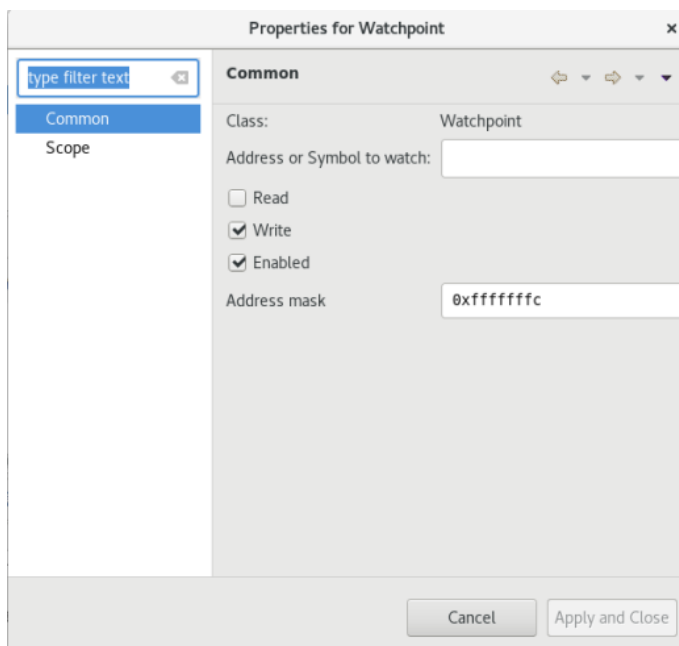 Properties for Watchpoint
type filter text
Common
Scope
Common
Class: Watchpoint
Address or Symbol to watch:
Read
Write
Enabled
Address mask 0xfffffffc
Cancel Apply and Close